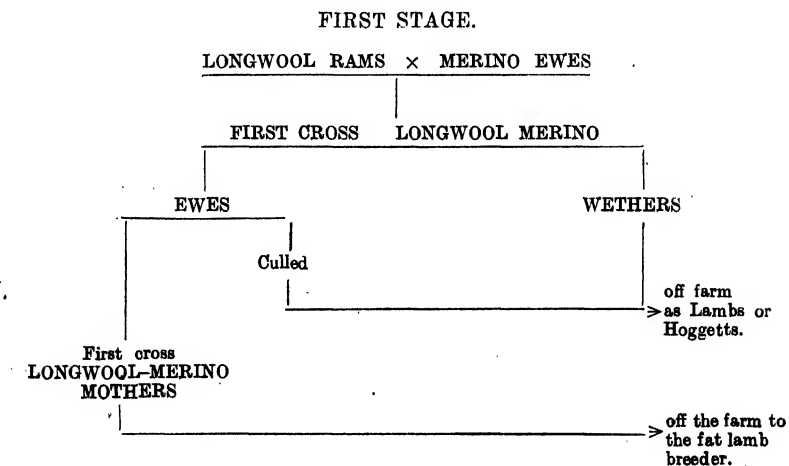 FIRST STAGE.
LONGWOOL RAMS × MERINO EWES
FIRST CROSS LONGWOOL MERINO
EWES WETHERS
Culled
off farm
as Lambs or
Hoggetts.
First cross
LONGWOOL-MERINO
MOTHERS
off the farm to
the fat lamb
breeder.